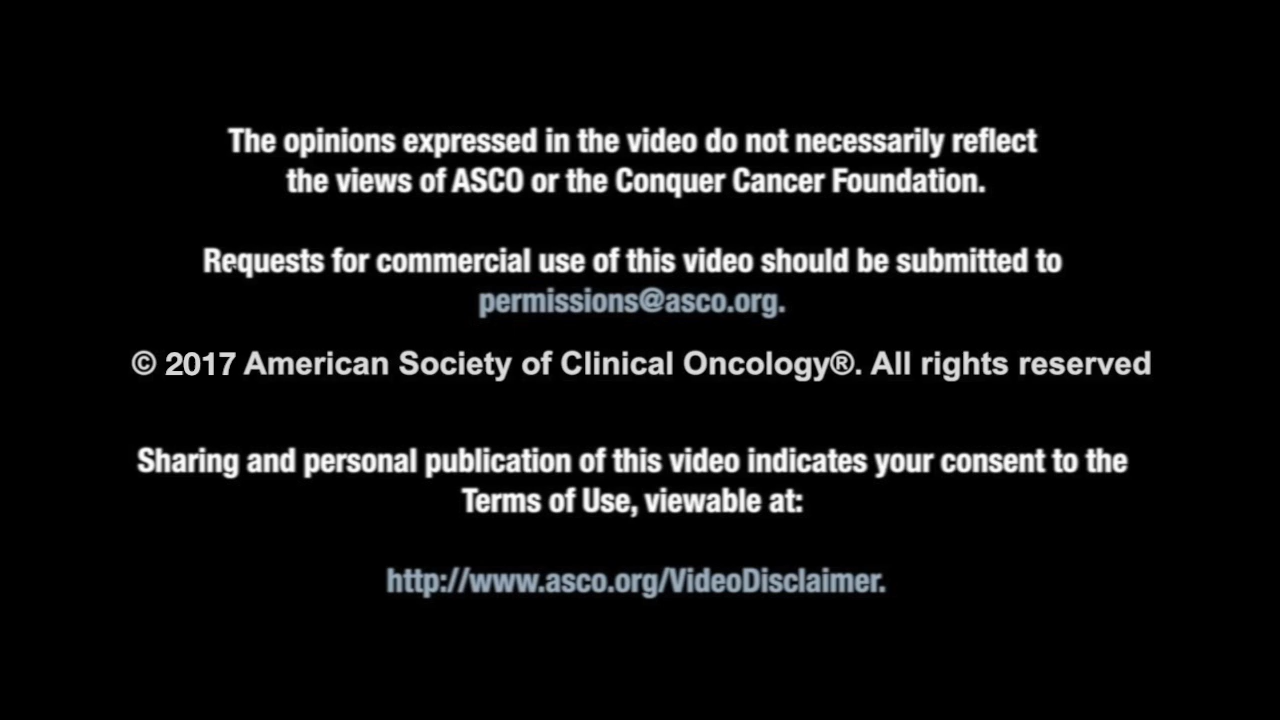 The opinions expressed in the video do not necessarily reflect
the views of ASCO or the Conquer Cancer Foundation.
Requests for commercial use of this video should be submitted to
permissions@asco.org.
© 2017 American Society of Clinical Oncology®. All rights reserved
Sharing and personal publication of this video indicates your consent to the
Terms of Use, viewable at:
http://www.asco.org/VideoDisclaimer.